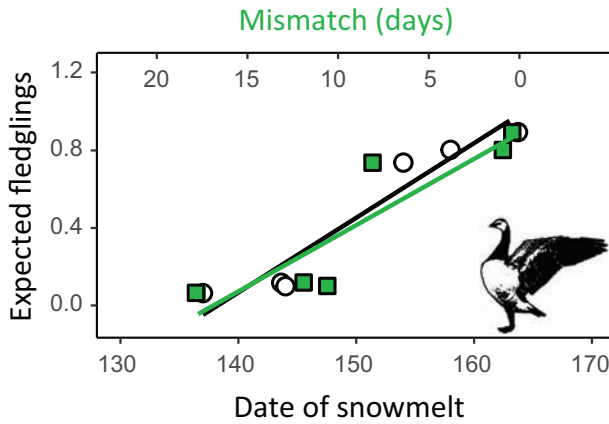 Mismatch (days)
20 15 10 5 0
1.2
0.8
0.4
0.0
Expected fledglings
130 140 150 160 170
Date of snowmelt